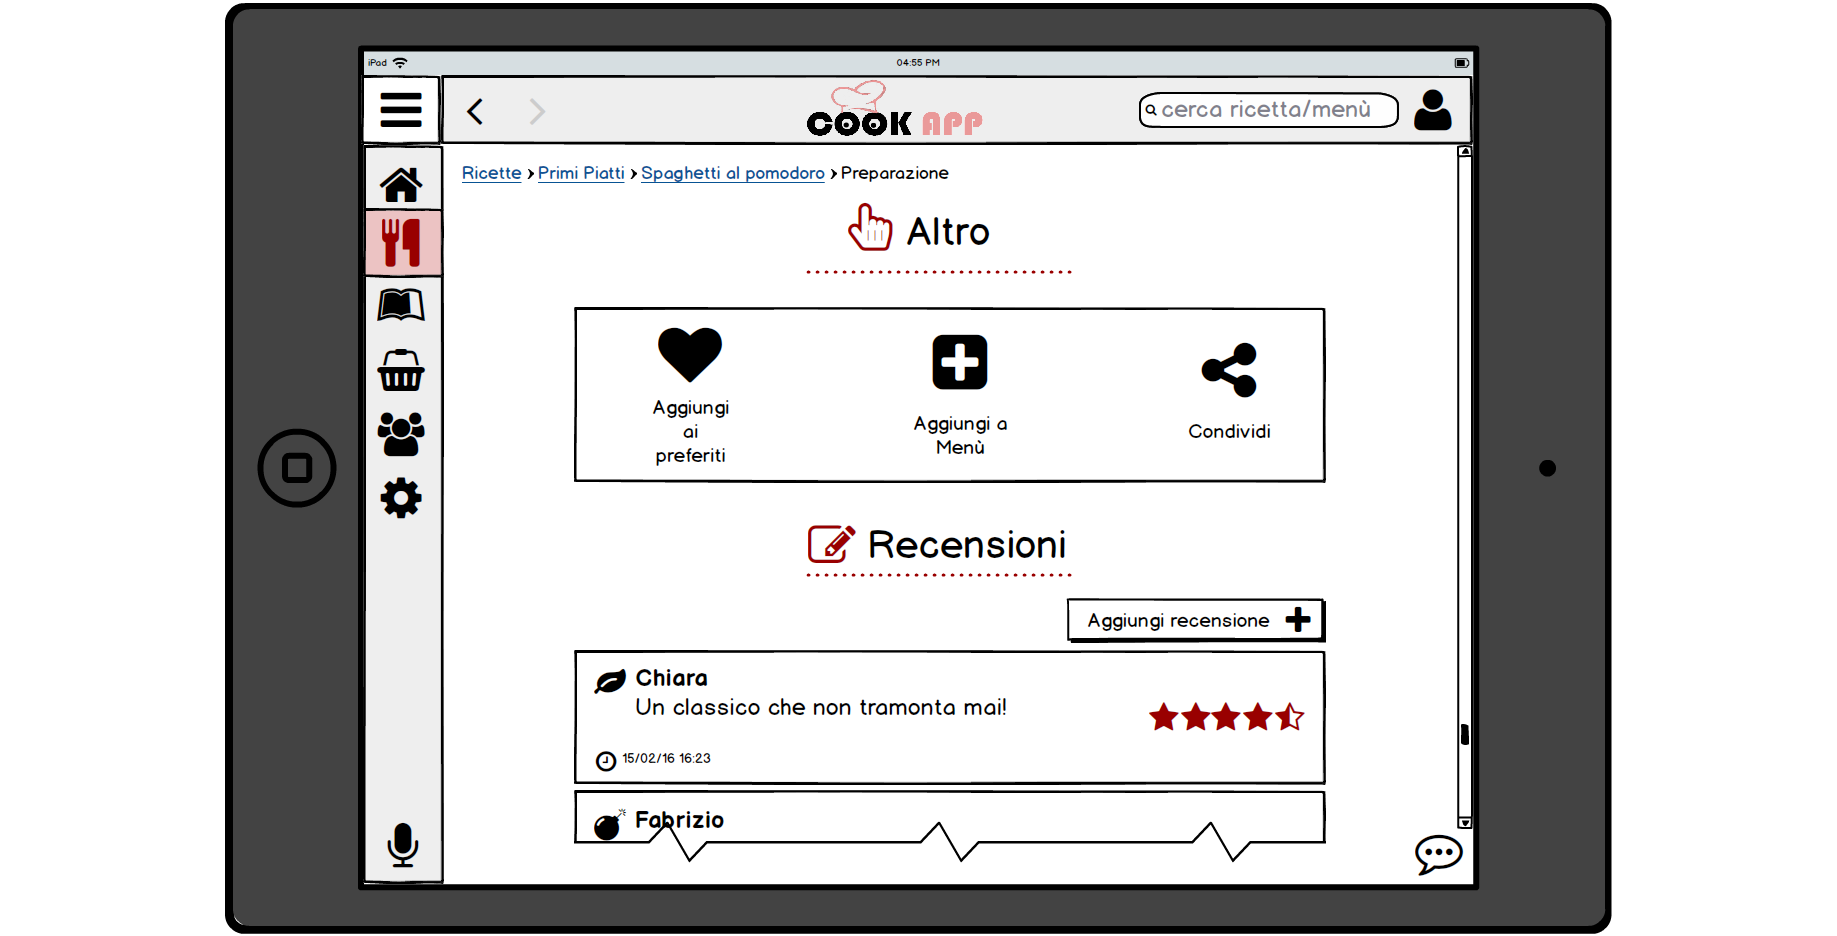 iPad
04:55 PM
COOK APP
cerca ricetta/menù
Ricette > Primi Piatti > Spaghetti al pomodoro > Preparazione
Altro
Aggiungi
ai
preferiti
Aggiungi a
Menù
Condividi
Recensioni
Aggiungi recensione
Chiara
Un classico che non tramonta mai!
15/02/16 16:23
Fabrizio